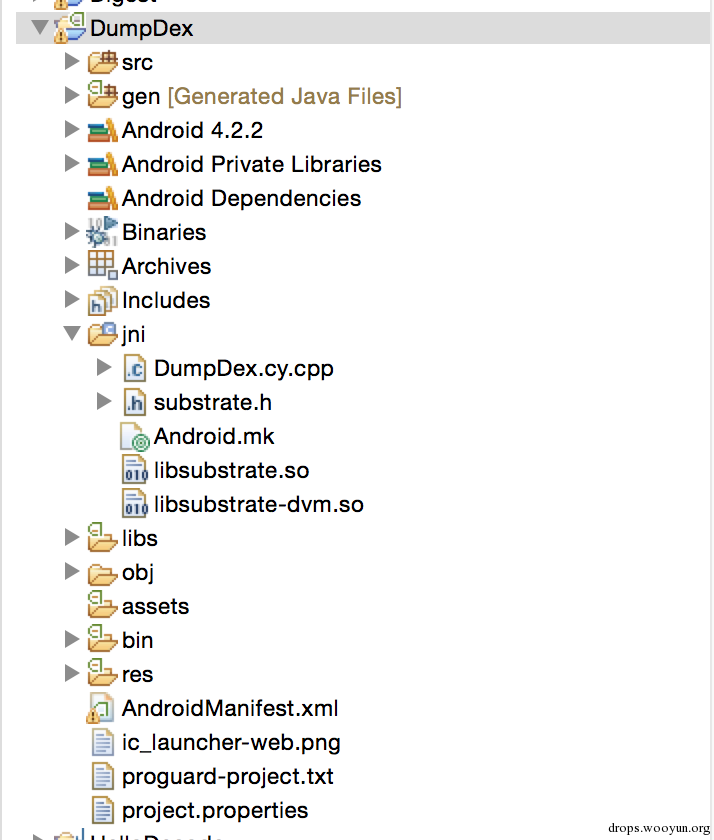 Digest
DumpDex
src
gen [Generated Java Files]
Android 4.2.2
Android Private Libraries
Android Dependencies
Binaries
Archives
Includes
jni
DumpDex.cy.cpp
substrate.h
Android.mk
libsubstrate.so
libsubstrate-dvm.so
libs
obj
assets
bin
res
AndroidManifest.xml
ic_launcher-web.png
proguard-project.txt
project.properties
drops.wooyun.org